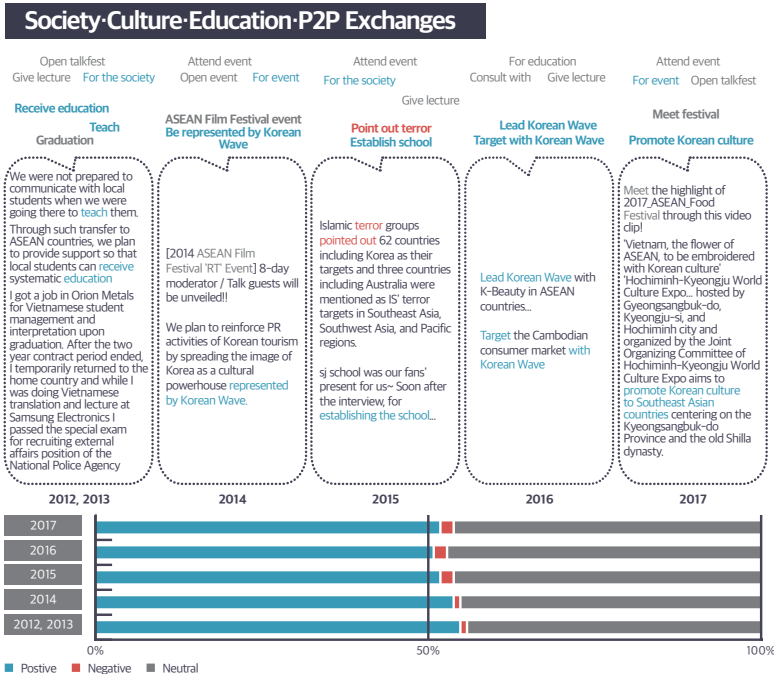 Society·Culture·Education·P2P Exchanges
Open talkfest
Give lecture For the society
Receive education
Teach
Graduation
We were not prepared to
communicate with local
students when we were
going there to teach them.
Through such transfer to
ASEAN countries, we plan
to provide support so that
local students can receive
systematic education
I got a job in Orion Metals
for Vietnamese student
management and
interpretation upon
graduation. After the two
year contract period ended,
I temporarily returned to the
home country and while I
was doing Vietnamese
translation and lecture at
Samsung Electronics I
passed the special exam
for recruiting external
affairs position of the
National Police Agency
2012, 2013
Attend event
Open event For event
ASEAN Film Festival event
Be represented by Korean
Wave
[2014 ASEAN Film
Festival 'RT' Event] 8-day
moderator / Talk guests will
be unveiled!!
We plan to reinforce PR
activities of Korean tourism
by spreading the image of
Korea as a cultural
powerhouse represented
by Korean Wave.
2014
Attend event
For the society
Give lecture
Point out terror
Establish school
Islamic terror groups
pointed out 62 countries
including Korea as their
targets and three countries
including Australia were
mentioned as IS' terror
targets in Southeast Asia,
Southwest Asia, and Pacific
regions.
sj school was our fans'
present for us~ Soon after
the interview, for
establishing the school...
2015
For education
Consult with Give lecture
Lead Korean Wave
Target with Korean Wave
Lead Korean Wave with
K-Beauty in ASEAN
countries...
Target the Cambodian
consumer market with
Korean Wave
2016
Attend event
For event Open talkfest
Meet festival
Promote Korean culture
Meet the highlight of
2017_ASEAN_Food
Festival through this video
clip!
'Vietnam, the flower of
ASEAN, to be embroidered
with Korean culture'
'Hochiminh-Kyeongju World
Culture Expo... hosted by
Gyeongsangbuk-do,
Kyeongju-si, and
Hochiminh city and
organized by the Joint
Organizing Committee of
Hochiminh-Kyeongju World
Culture Expo aims to
promote Korean culture
to Southeast Asian
countries centering on the
Kyeongsangbuk-do
Province and the old Shilla
dynasty.
2017
2017
2016
2015
2014
2012, 2013
0% 50% 100%
Postive Negative Neutral